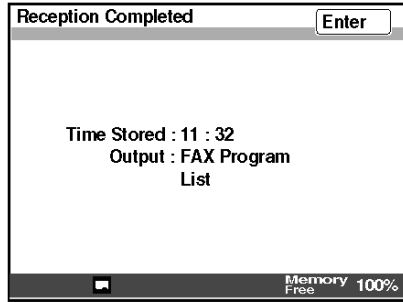 Reception Completed
Enter
Time Stored : 11 : 32
Output : FAX Program
List
Memory
Free 100%